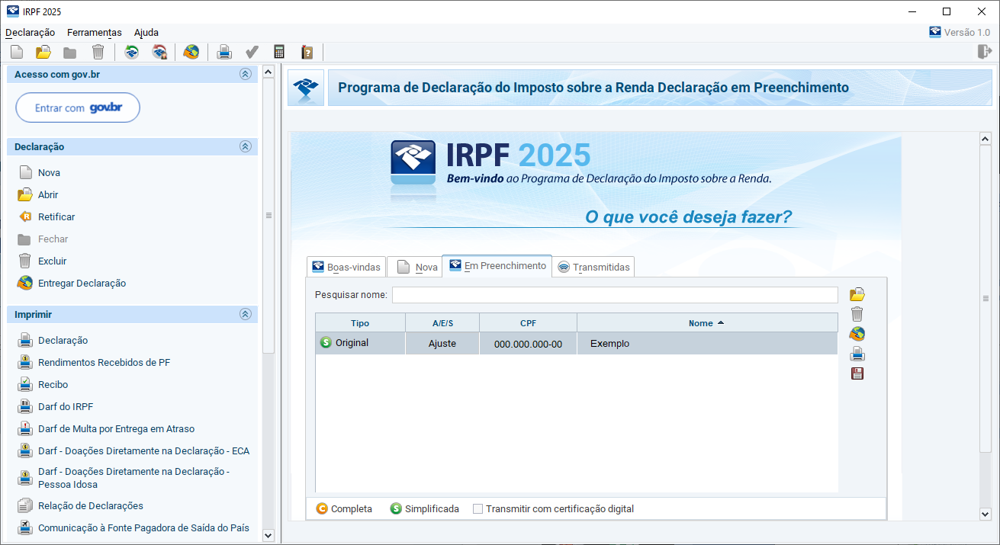 IRPF 2025
Declaração Ferramentas Ajuda
Versão 1.0
Acesso com gov.br
Entrar com gov.br
Declaração
Nova
Abrir
Retificar
Fechar
Excluir
Entregar Declaração
Imprimir
Declaração
Rendimentos Recebidos de PF
Recibo
Darf do IRPF
Darf de Multa por Entrega em Atraso
Darf - Doações Diretamente na Declaração - ECA
Darf - Doações Diretamente na Declaração -
Pessoa Idosa
Relação de Declarações
Comunicação à Fonte Pagadora de Saída do País
Programa de Declaração do Imposto sobre a Renda Declaração em Preenchimento
IRPF 2025
Bem-vindo ao Programa de Declaração do Imposto sobre a Renda.
O que você deseja fazer?
Boas-vindas Nova Em Preenchimento Transmitidas
Pesquisar nome:
Tipo A/E/S CPF Nome
S Original Ajuste 000.000.000-00 Exemplo
C Completa S Simplificada Transmitir com certificação digital